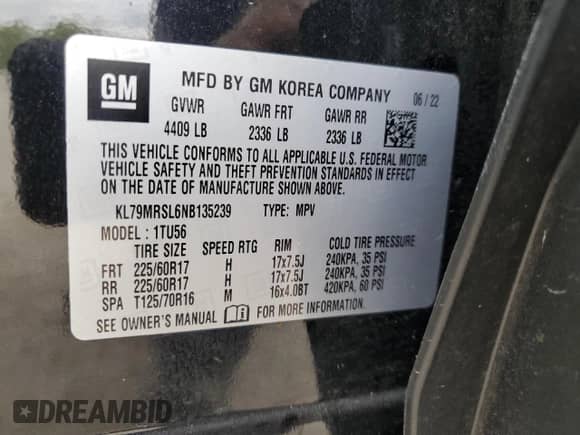 GM MFD BY GM KOREA COMPANY 06 / 22
GVWR GAWR FRT GAWR RR
4409 LB 2336 LB 2336 LB
THIS VEHICLE CONFORMS TO ALL APPLICABLE U.S. FEDERAL MOTOR
VEHICLE SAFETY AND THEFT PREVENTION STANDARDS IN EFFECT
ON THE DATE OF MANUFACTURE SHOWN ABOVE.
KL79MRSL6NB135239 TYPE: MPV
MODEL : 1TU56
TIRE SIZE SPEED RTG RIM COLD TIRE PRESSURE
FRT 225/60R17 H 17x7.5J 240KPA, 35 PSI
RR 225/60R17 H 17x7.5J 240KPA, 35 PSI
SPA T125/70R16 M 16x4.0BT 420KPA, 60 PSI
SEE OWNER'S MANUAL FOR MORE INFORMATION.
DREAMBID